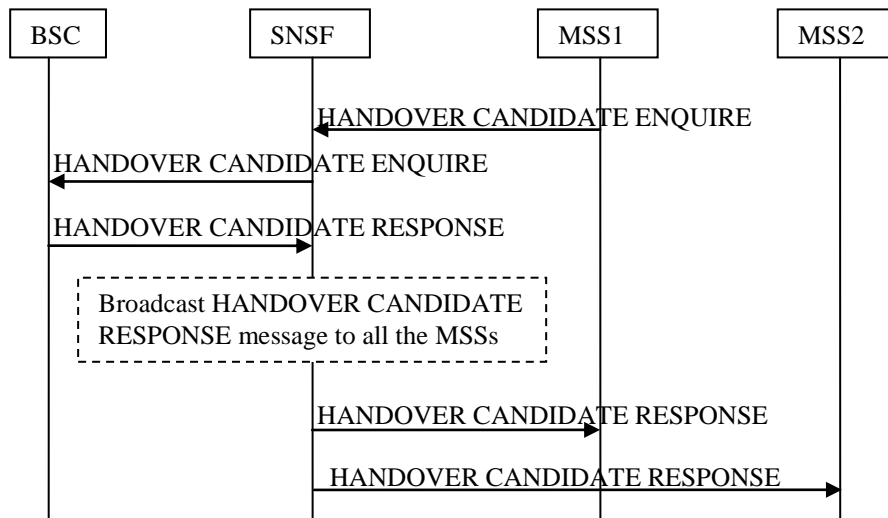 BSC
SNSF
MSS1
MSS2
HANDOVER CANDIDATE ENQUIRE
HANDOVER CANDIDATE ENQUIRE
HANDOVER CANDIDATE RESPONSE
Broadcast HANDOVER CANDIDATE
RESPONSE message to all the MSSs
HANDOVER CANDIDATE RESPONSE
HANDOVER CANDIDATE RESPONSE